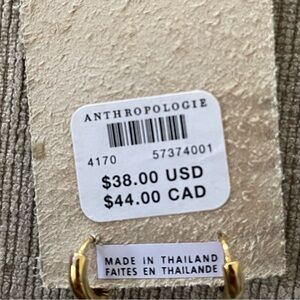 ANTHROPOLOGIE
4170 57374001
$38.00 USD
$44.00 CAD
MADE IN THAILAND
FAITES EN THAILANDE